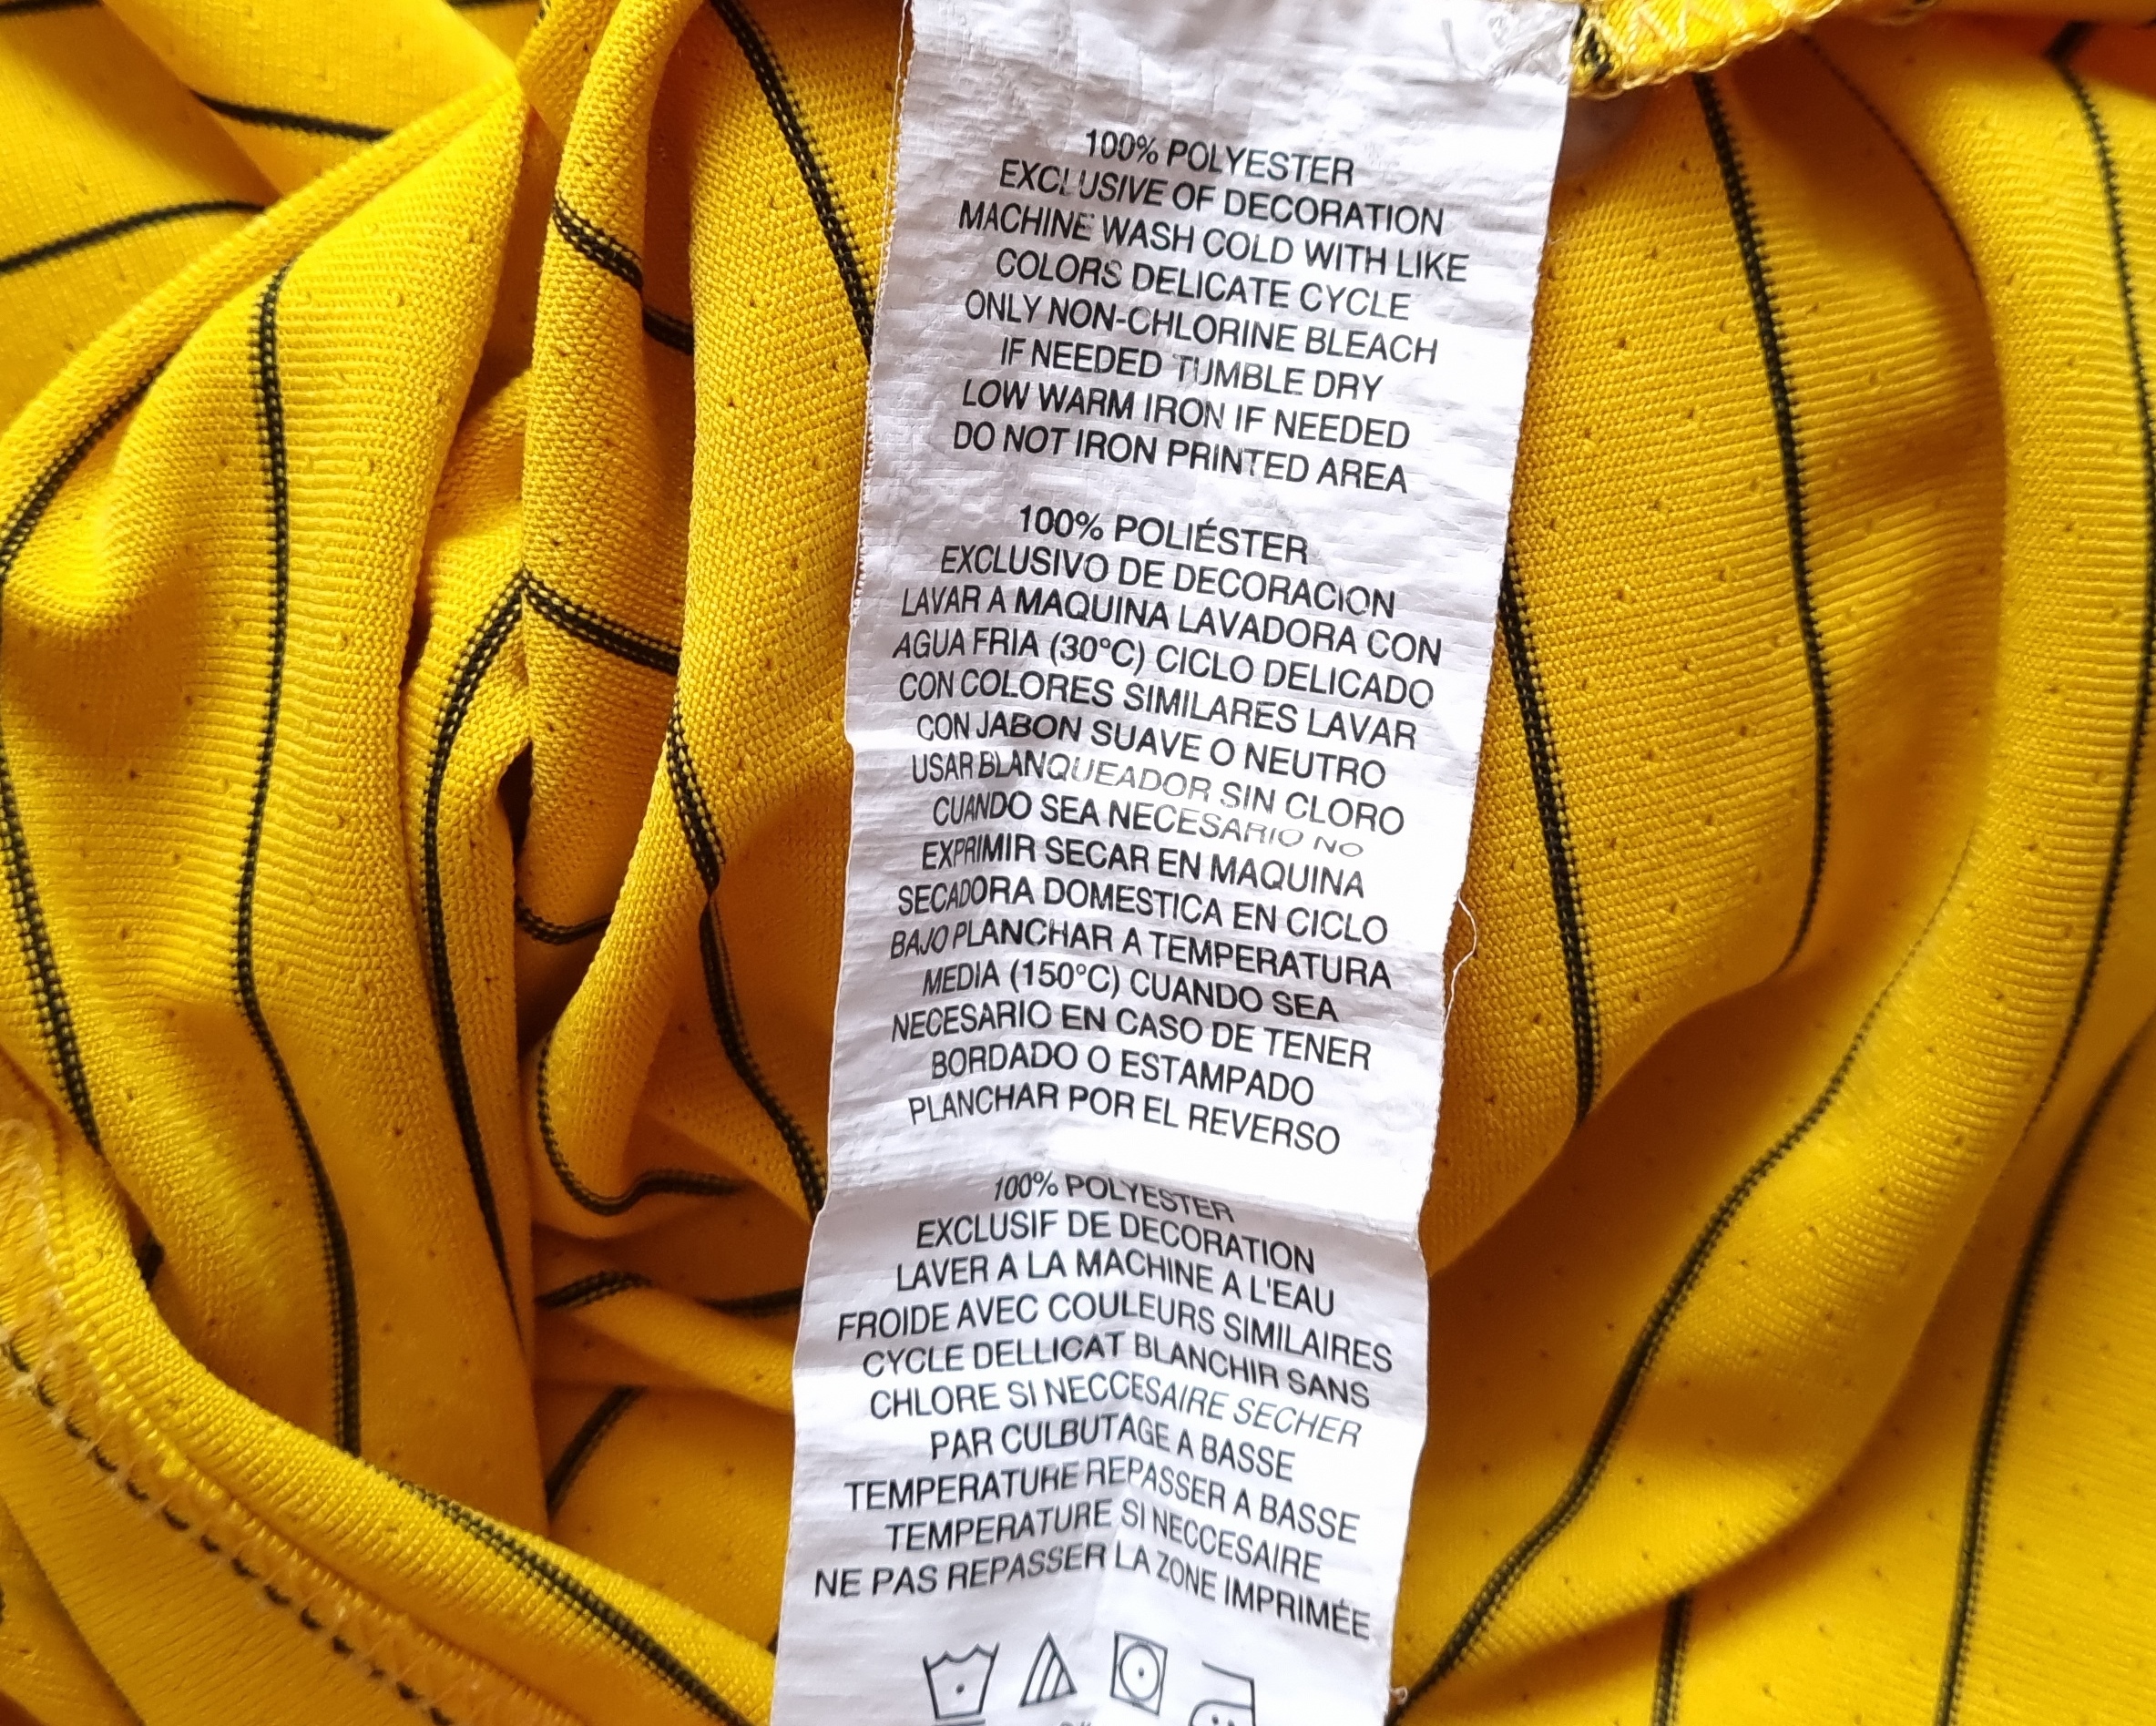 100% POLYESTER
EXCLUSIVE OF DECORATION
MACHINE WASH COLD WITH LIKE
COLORS DELICATE CYCLE
ONLY NON-CHLORINE BLEACH
IF NEEDED TUMBLE DRY
LOW WARM IRON IF NEEDED
DO NOT IRON PRINTED AREA
100% POLIÉSTER
EXCLUSIVO DE DECORACION
LAVAR A MAQUINA LAVADORA CON
AGUA FRIA (30°C) CICLO DELICADO
CON COLORES SIMILARES LAVAR
CON JABON SUAVE O NEUTRO
USAR BLANQUEADOR SIN CLORO
CUANDO SEA NECESARIO NO
EXPRIMIR SECAR EN MAQUINA
SECADORA DOMESTICA EN CICLO
BAJO PLANCHAR A TEMPERATURA
MEDIA (150°C) CUANDO SEA
NECESARIO EN CASO DE TENER
BORDADO O ESTAMPADO
PLANCHAR POR EL REVERSO
100% POLYESTER
EXCLUSIF DE DECORATION
LAVER A LA MACHINE A L'EAU
FROIDE AVEC COULEURS SIMILAIRES
CYCLE DELLICAT BLANCHIR SANS
CHLORE SI NECCESAIRE SECHER
PAR CULBUTAGE A BASSE
TEMPERATURE REPASSER A BASSE
TEMPERATURE SI NECCESAIRE
NE PAS REPASSER LA ZONE IMPRIMÉE